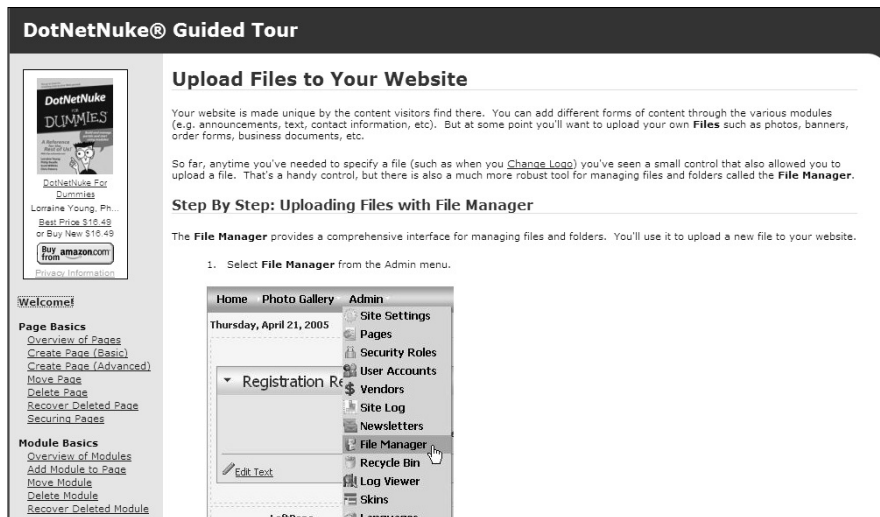 DotNetNuke® Guided Tour
DotNetNuke
FOR
DUMMIES
A Reference
for the
Rest of Us!
DotNetNuke For
Dummies
Lorraine Young, Ph...
Best Price $16.49
or Buy New $16.49
Buy
from amazon.com
Privacy Information
Welcome!
Page Basics
Overview of Pages
Create Page (Basic)
Create Page (Advanced)
Move Page
Delete Page
Recover Deleted Page
Securing Pages
Module Basics
Overview of Modules
Add Module to Page
Move Module
Delete Module
Recover Deleted Module
Upload Files to Your Website
Your website is made unique by the content visitors find there. You can add different forms of content through the various modules
(e.g. announcements, text, contact information, etc). But at some point you'll want to upload your own Files such as photos, banners,
order forms, business documents, etc.
So far, anytime you've needed to specify a file (such as when you Change Logo) you've seen a small control that also allowed you to
upload a file. That's a handy control, but there is also a much more robust tool for managing files and folders called the File Manager.
Step By Step: Uploading Files with File Manager
The File Manager provides a comprehensive interface for managing files and folders. You'll use it to upload a new file to your website.
1. Select File Manager from the Admin menu.
Home Photo Gallery Admin
Thursday, April 21, 2005
Registration Re
Edit Text
Site Settings
Pages
Security Roles
User Accounts
Vendors
Site Log
Newsletters
File Manager
Recycle Bin
Log Viewer
Skins
Languages
LeftPane